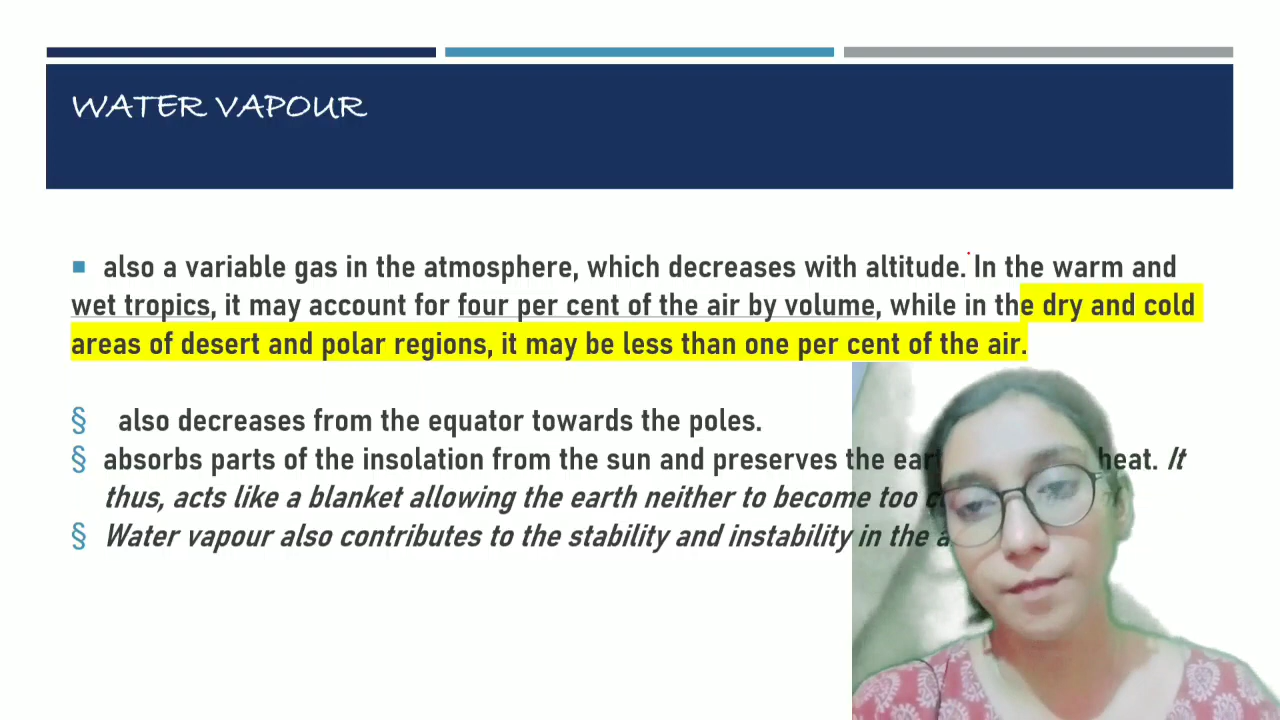 WATER VAPOUR
also a variable gas in the atmosphere, which decreases with altitude. In the warm and
wet tropics, it may account for four per cent of the air by volume, while in the dry and cold
areas of desert and polar regions, it may be less than one per cent of the air.
§ also decreases from the equator towards the poles.
§ absorbs parts of the insolation from the sun and preserves the heat. It
thus, acts like a blanket allowing the earth neither to become too
§ Water vapour also contributes to the stability and instability in the